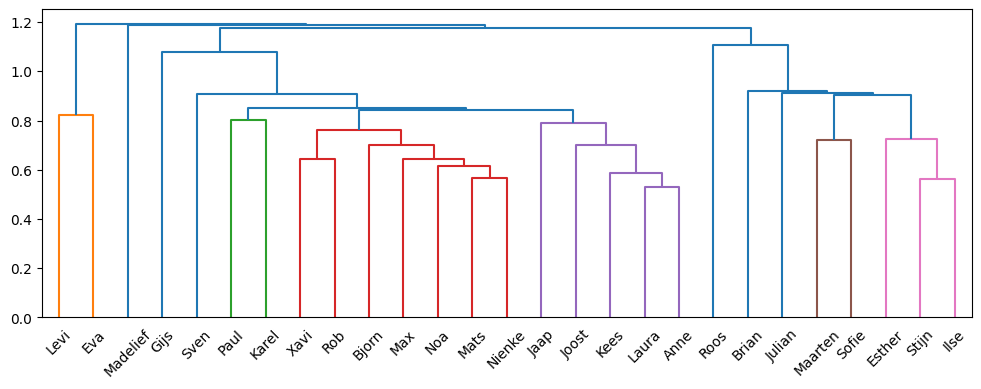 1.2
1.0
0.8
0.6
0.4
0.2
0.0
Levi
Eva
Madelief
Gijs
Sven
Paul
Karel
Xavi
Rob
Bjorn
Max
Noa
Mats
Nienke
Jaap
Joost
Kees
Laura
Anne
Roos
Brian
Julian
Maarten
Sofie
Esther
Stijn
Ilse